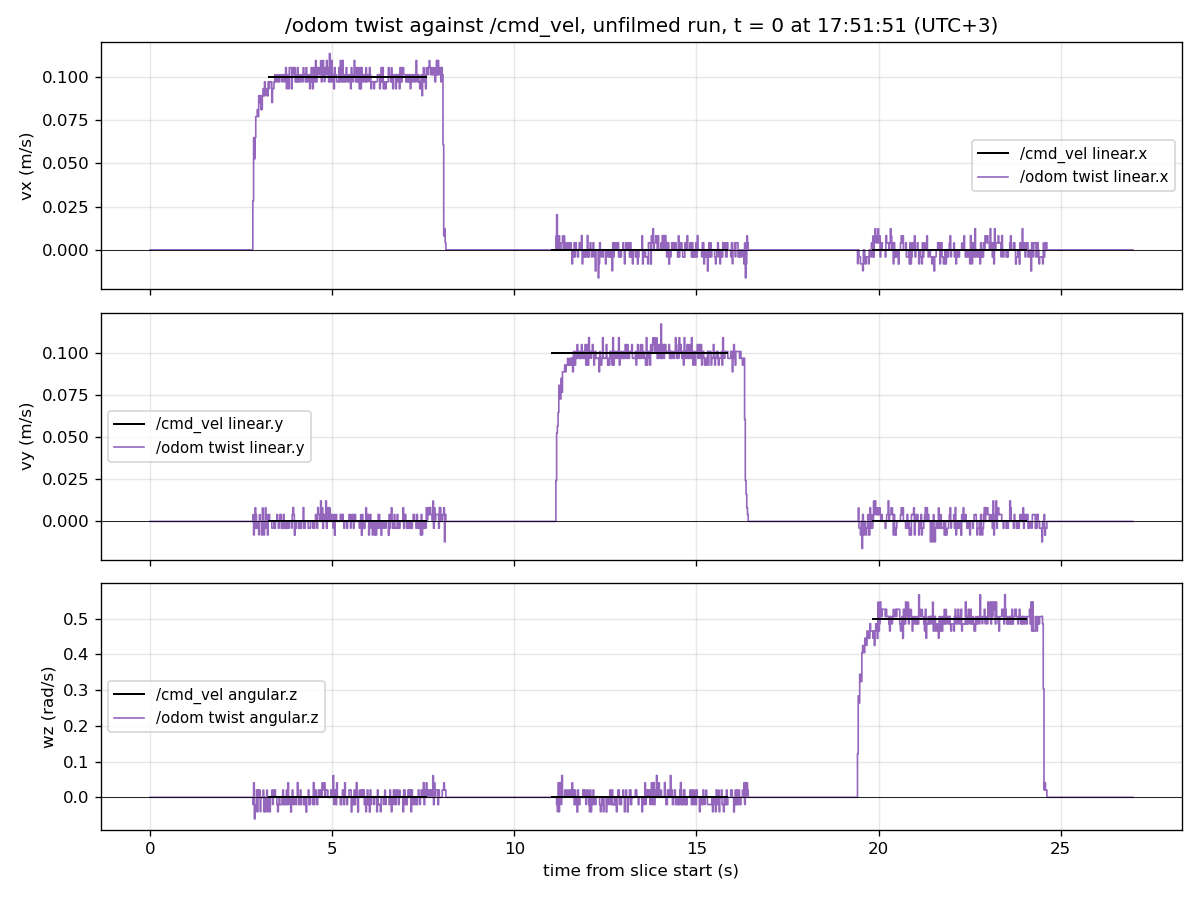 /odom twist against /cmd_vel, unfilmed run, t = 0 at 17:51:51 (UTC+3)
vx (m/s)
0.100
0.075
0.050
0.025
0.000
/cmd_vel linear.x
/odom twist linear.x
vy (m/s)
0.100
0.075
0.050
0.025
0.000
/cmd_vel linear.y
/odom twist linear.y
wz (rad/s)
0.5
0.4
0.3
0.2
0.1
0.0
/cmd_vel angular.z
/odom twist angular.z
0 5 10 15 20 25
time from slice start (s)